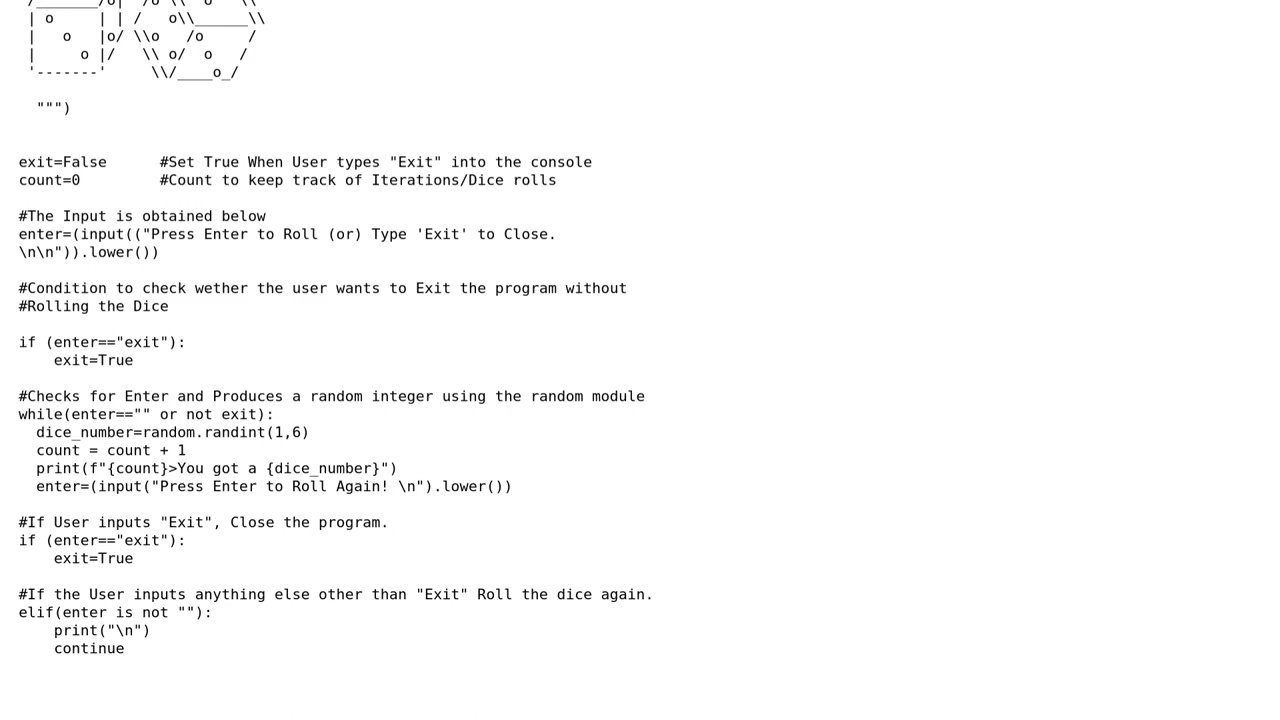 /_______/o|  /o \\  o   \\
| o     | | /   o\\______\\
|   o   |o/ \\o   /o     /
|     o |/   \\ o/  o   /
'-------'     \\/____o_/
""")
exit=False      #Set True When User types "Exit" into the console
count=0         #Count to keep track of Iterations/Dice rolls
#The Input is obtained below
enter=(input(("Press Enter to Roll (or) Type 'Exit' to Close.
\n\n")).lower())
#Condition to check wether the user wants to Exit the program without
#Rolling the Dice
if (enter=="exit"):
    exit=True
#Checks for Enter and Produces a random integer using the random module
while(enter=="" or not exit):
  dice_number=random.randint(1,6)
  count = count + 1
  print(f"{count}>You got a {dice_number}")
  enter=(input("Press Enter to Roll Again! \n").lower())
#If User inputs "Exit", Close the program.
if (enter=="exit"):
    exit=True
#If the User inputs anything else other than "Exit" Roll the dice again.
elif(enter is not ""):
    print("\n")
    continue